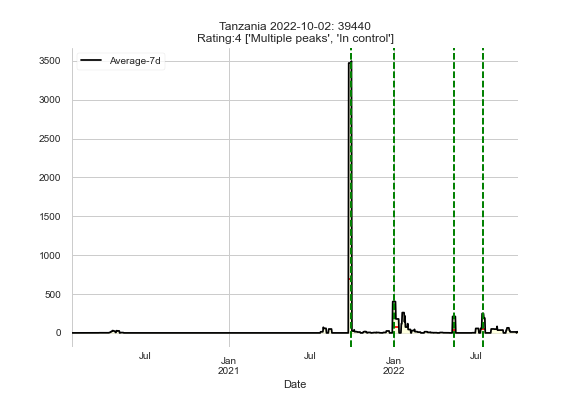 Tanzania 2022-10-02: 39440
Rating:4 ['Multiple peaks', 'In control']
Average-7d
3500
3000
2500
2000
1500
1000
500
0
Jul
Jan
2021
Jul
Jan
2022
Jul
Date